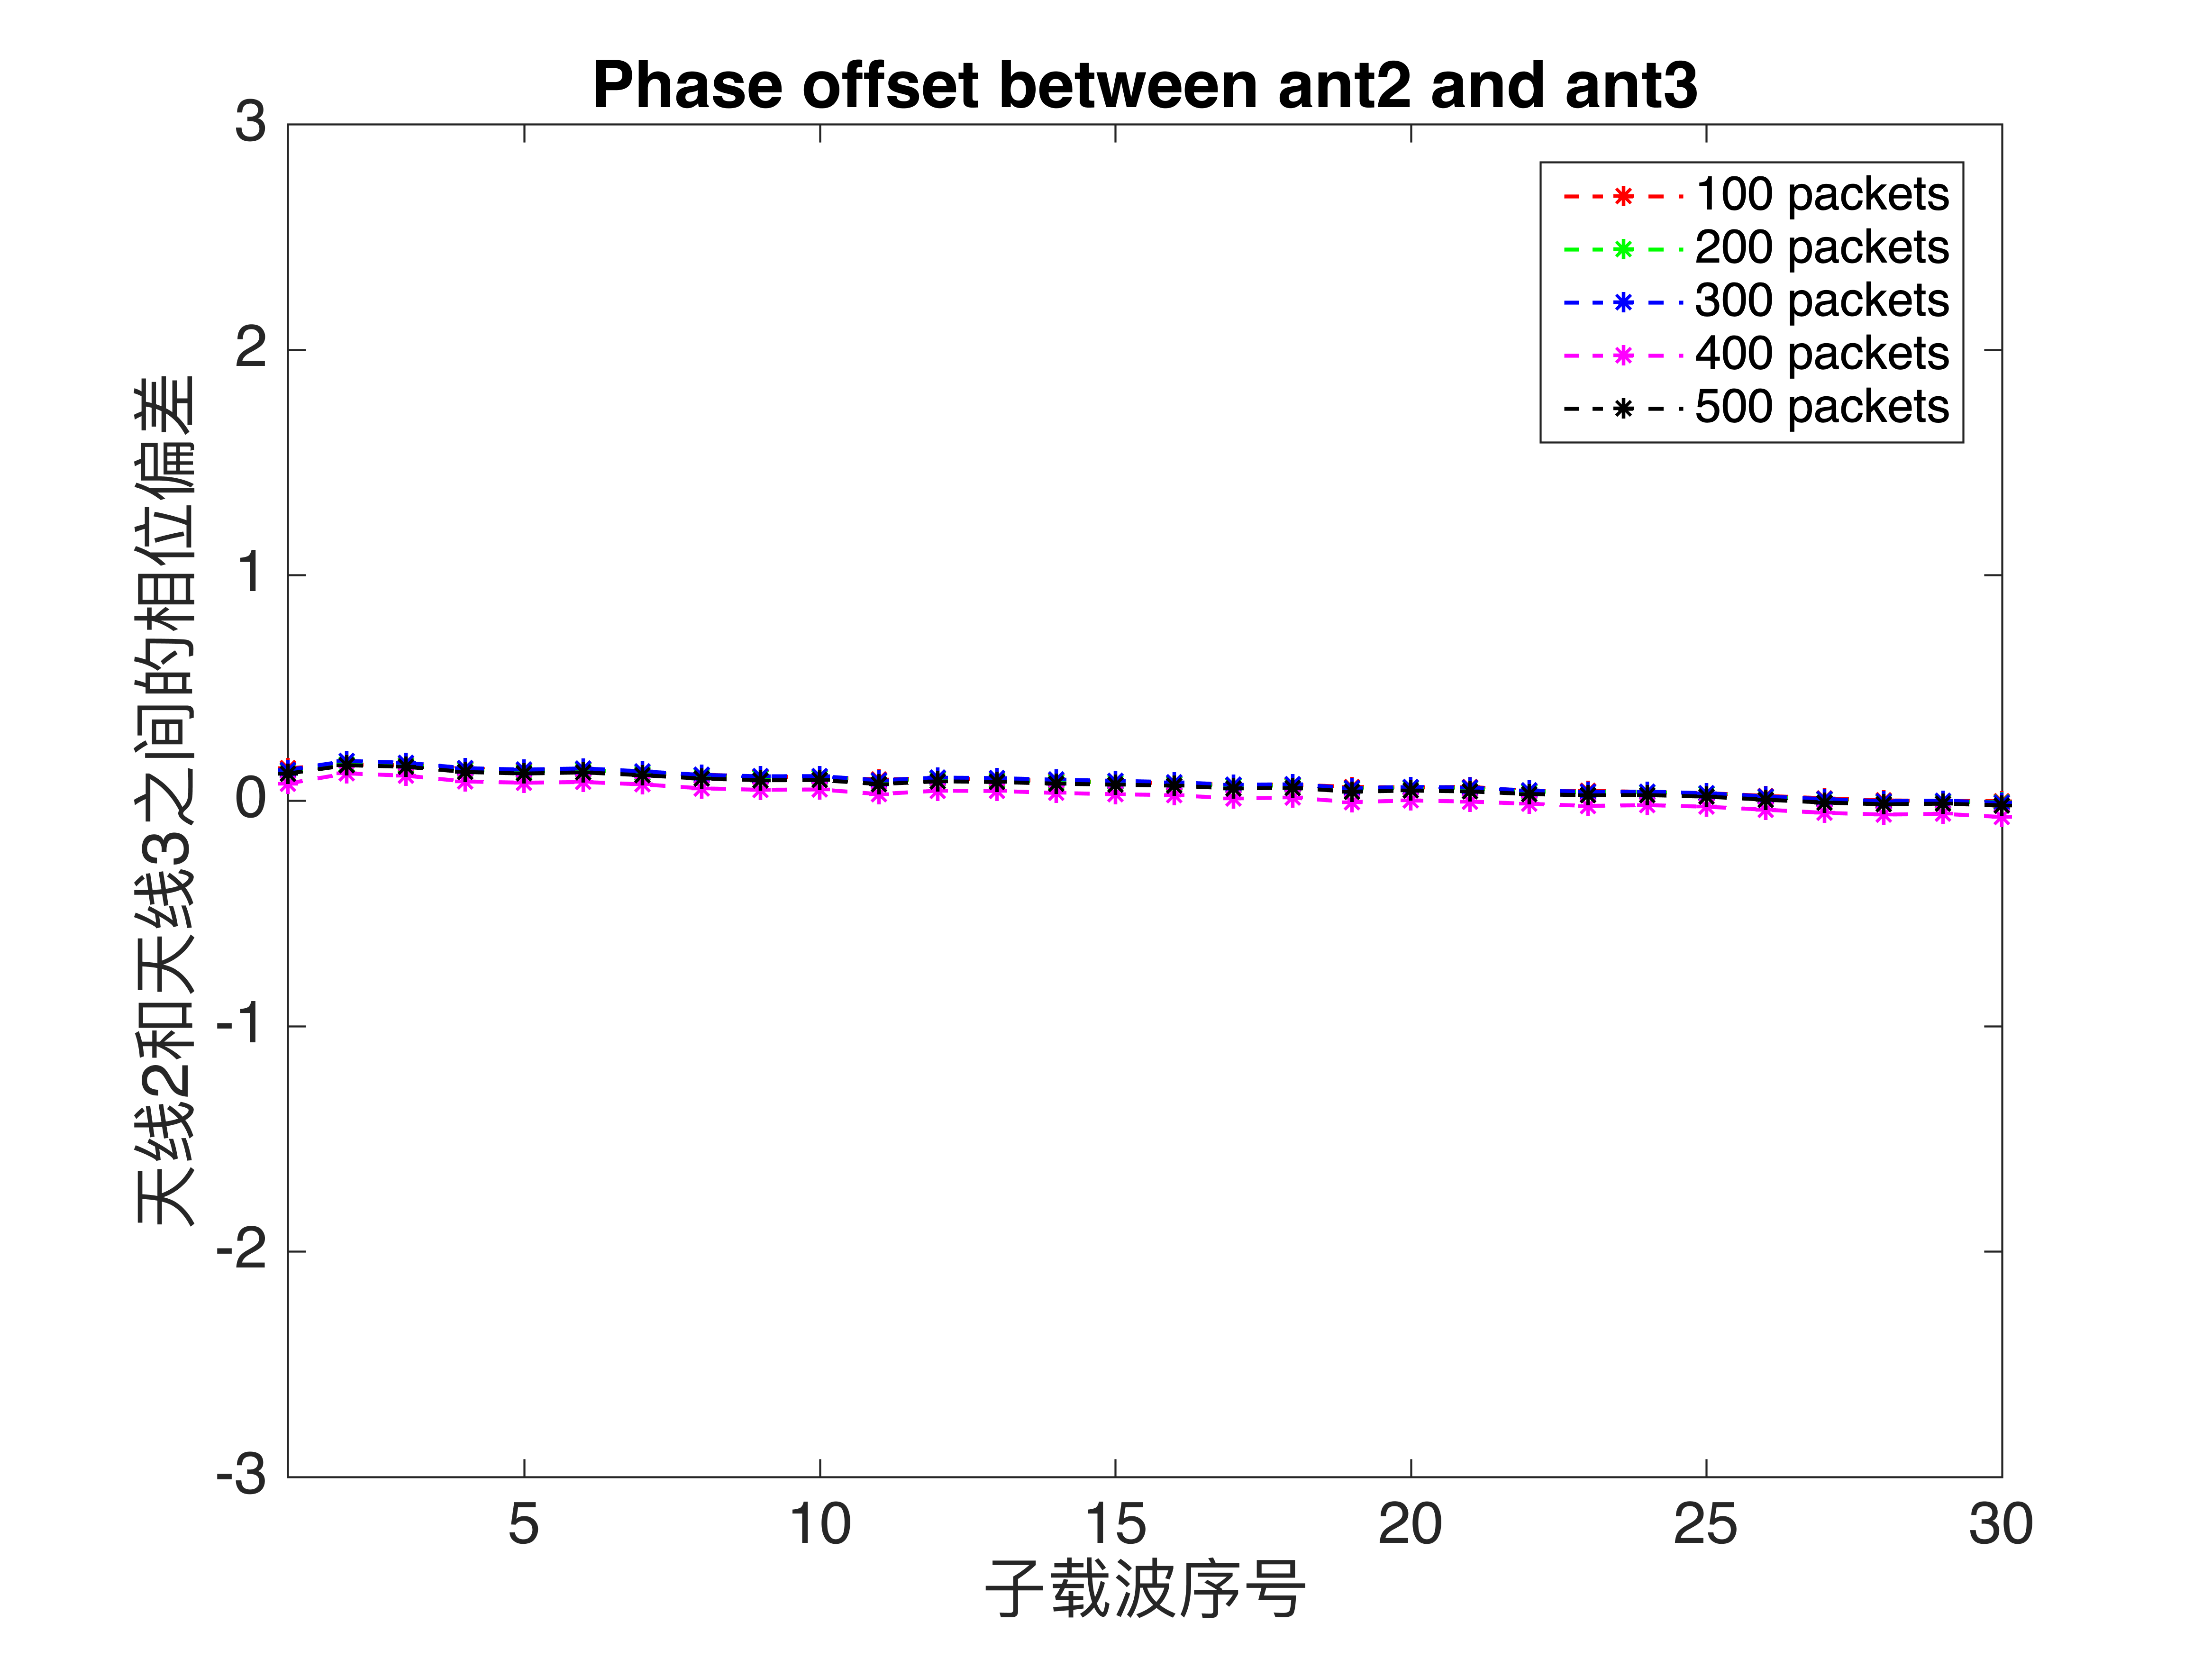 Phase offset between ant2 and ant3
3
2
1
0
-1
-2
-3
天线2和天线3之间的相位偏差
100 packets
200 packets
300 packets
400 packets
500 packets
5 10 15 20 25 30
子载波序号